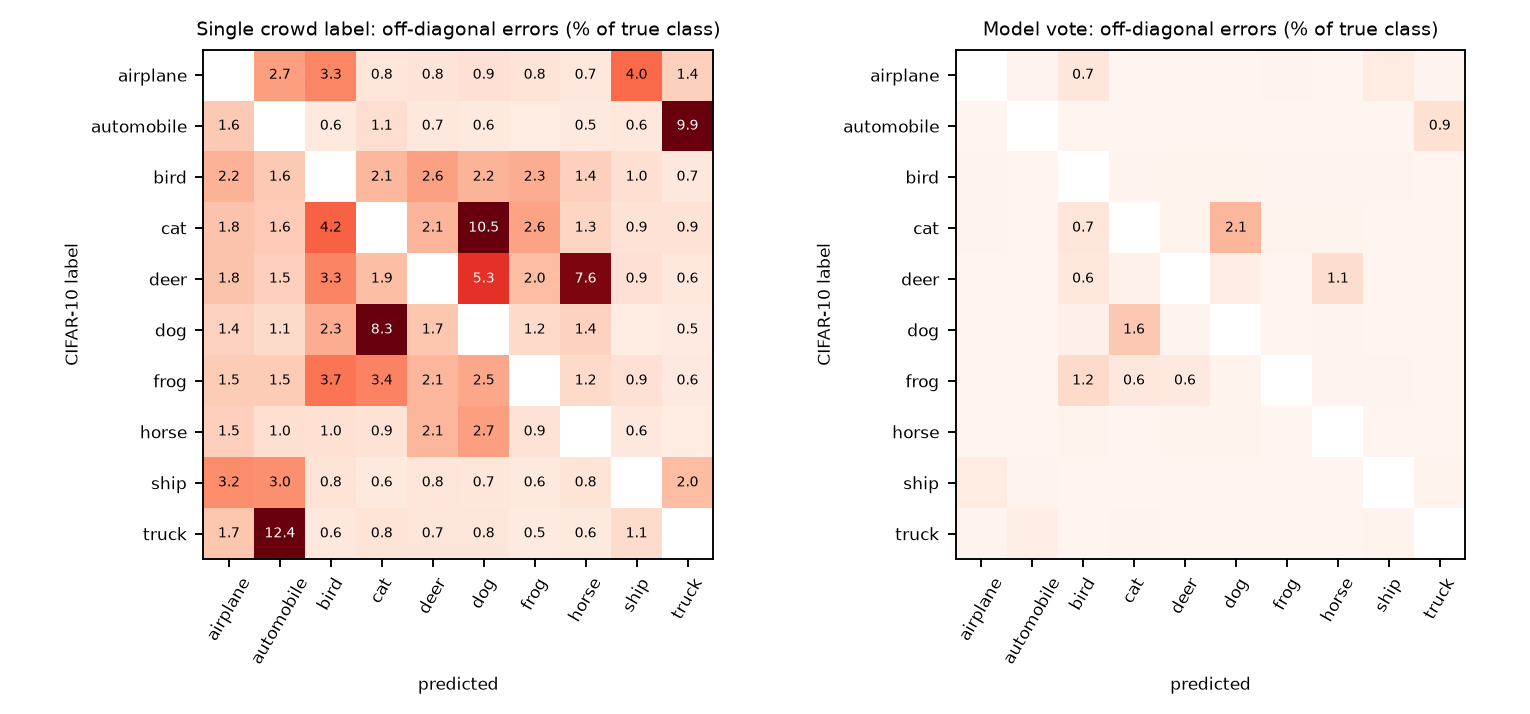 Single crowd label: off-diagonal errors (% of true class)
CIFAR-10 label
airplane 2.7 3.3 0.8 0.8 0.9 0.8 0.7 4.0 1.4
automobile 1.6 0.6 1.1 0.7 0.6 0.5 0.6 9.9
bird 2.2 1.6 2.1 2.6 2.2 2.3 1.4 1.0 0.7
cat 1.8 1.6 4.2 2.1 10.5 2.6 1.3 0.9 0.9
deer 1.8 1.5 3.3 1.9 5.3 2.0 7.6 0.9 0.6
dog 1.4 1.1 2.3 8.3 1.7 1.2 1.4 0.5
frog 1.5 1.5 3.7 3.4 2.1 2.5 1.2 0.9 0.6
horse 1.5 1.0 1.0 0.9 2.1 2.7 0.9 0.6
ship 3.2 3.0 0.8 0.6 0.8 0.7 0.6 0.8 2.0
truck 1.7 12.4 0.6 0.8 0.7 0.8 0.5 0.6 1.1
airplane automobile bird cat deer dog frog horse ship truck
predicted
Model vote: off-diagonal errors (% of true class)
CIFAR-10 label
airplane 0.7
automobile 0.9
bird
cat 0.7 2.1
deer 0.6 1.1
dog 1.6
frog 1.2 0.6 0.6
horse
ship
truck
airplane automobile bird cat deer dog frog horse ship truck
predicted